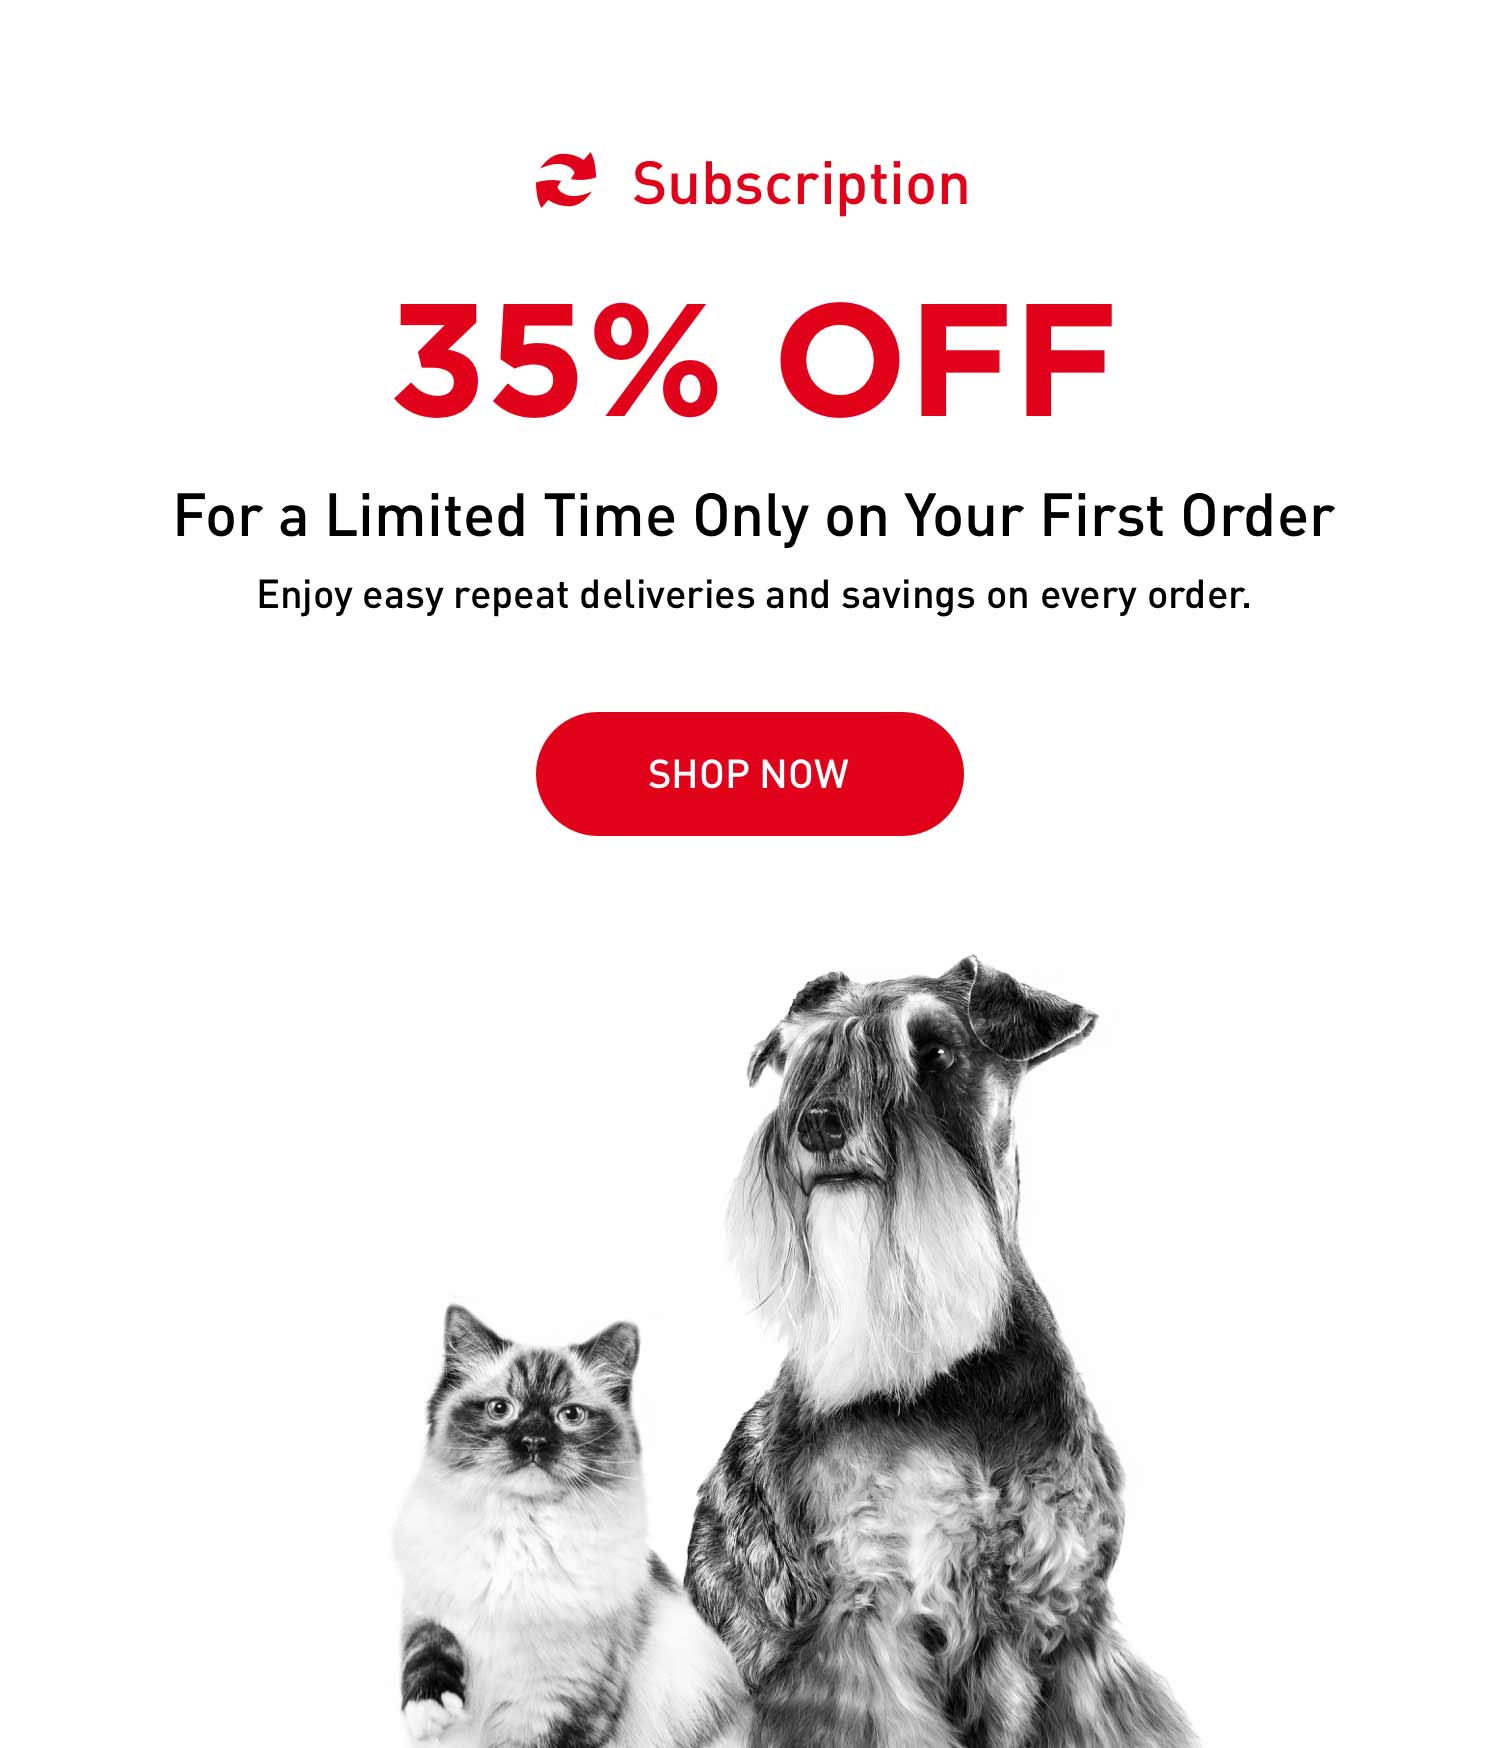 Subscription
35% OFF
For a Limited Time Only on Your First Order
Enjoy easy repeat deliveries and savings on every order.
SHOP NOW